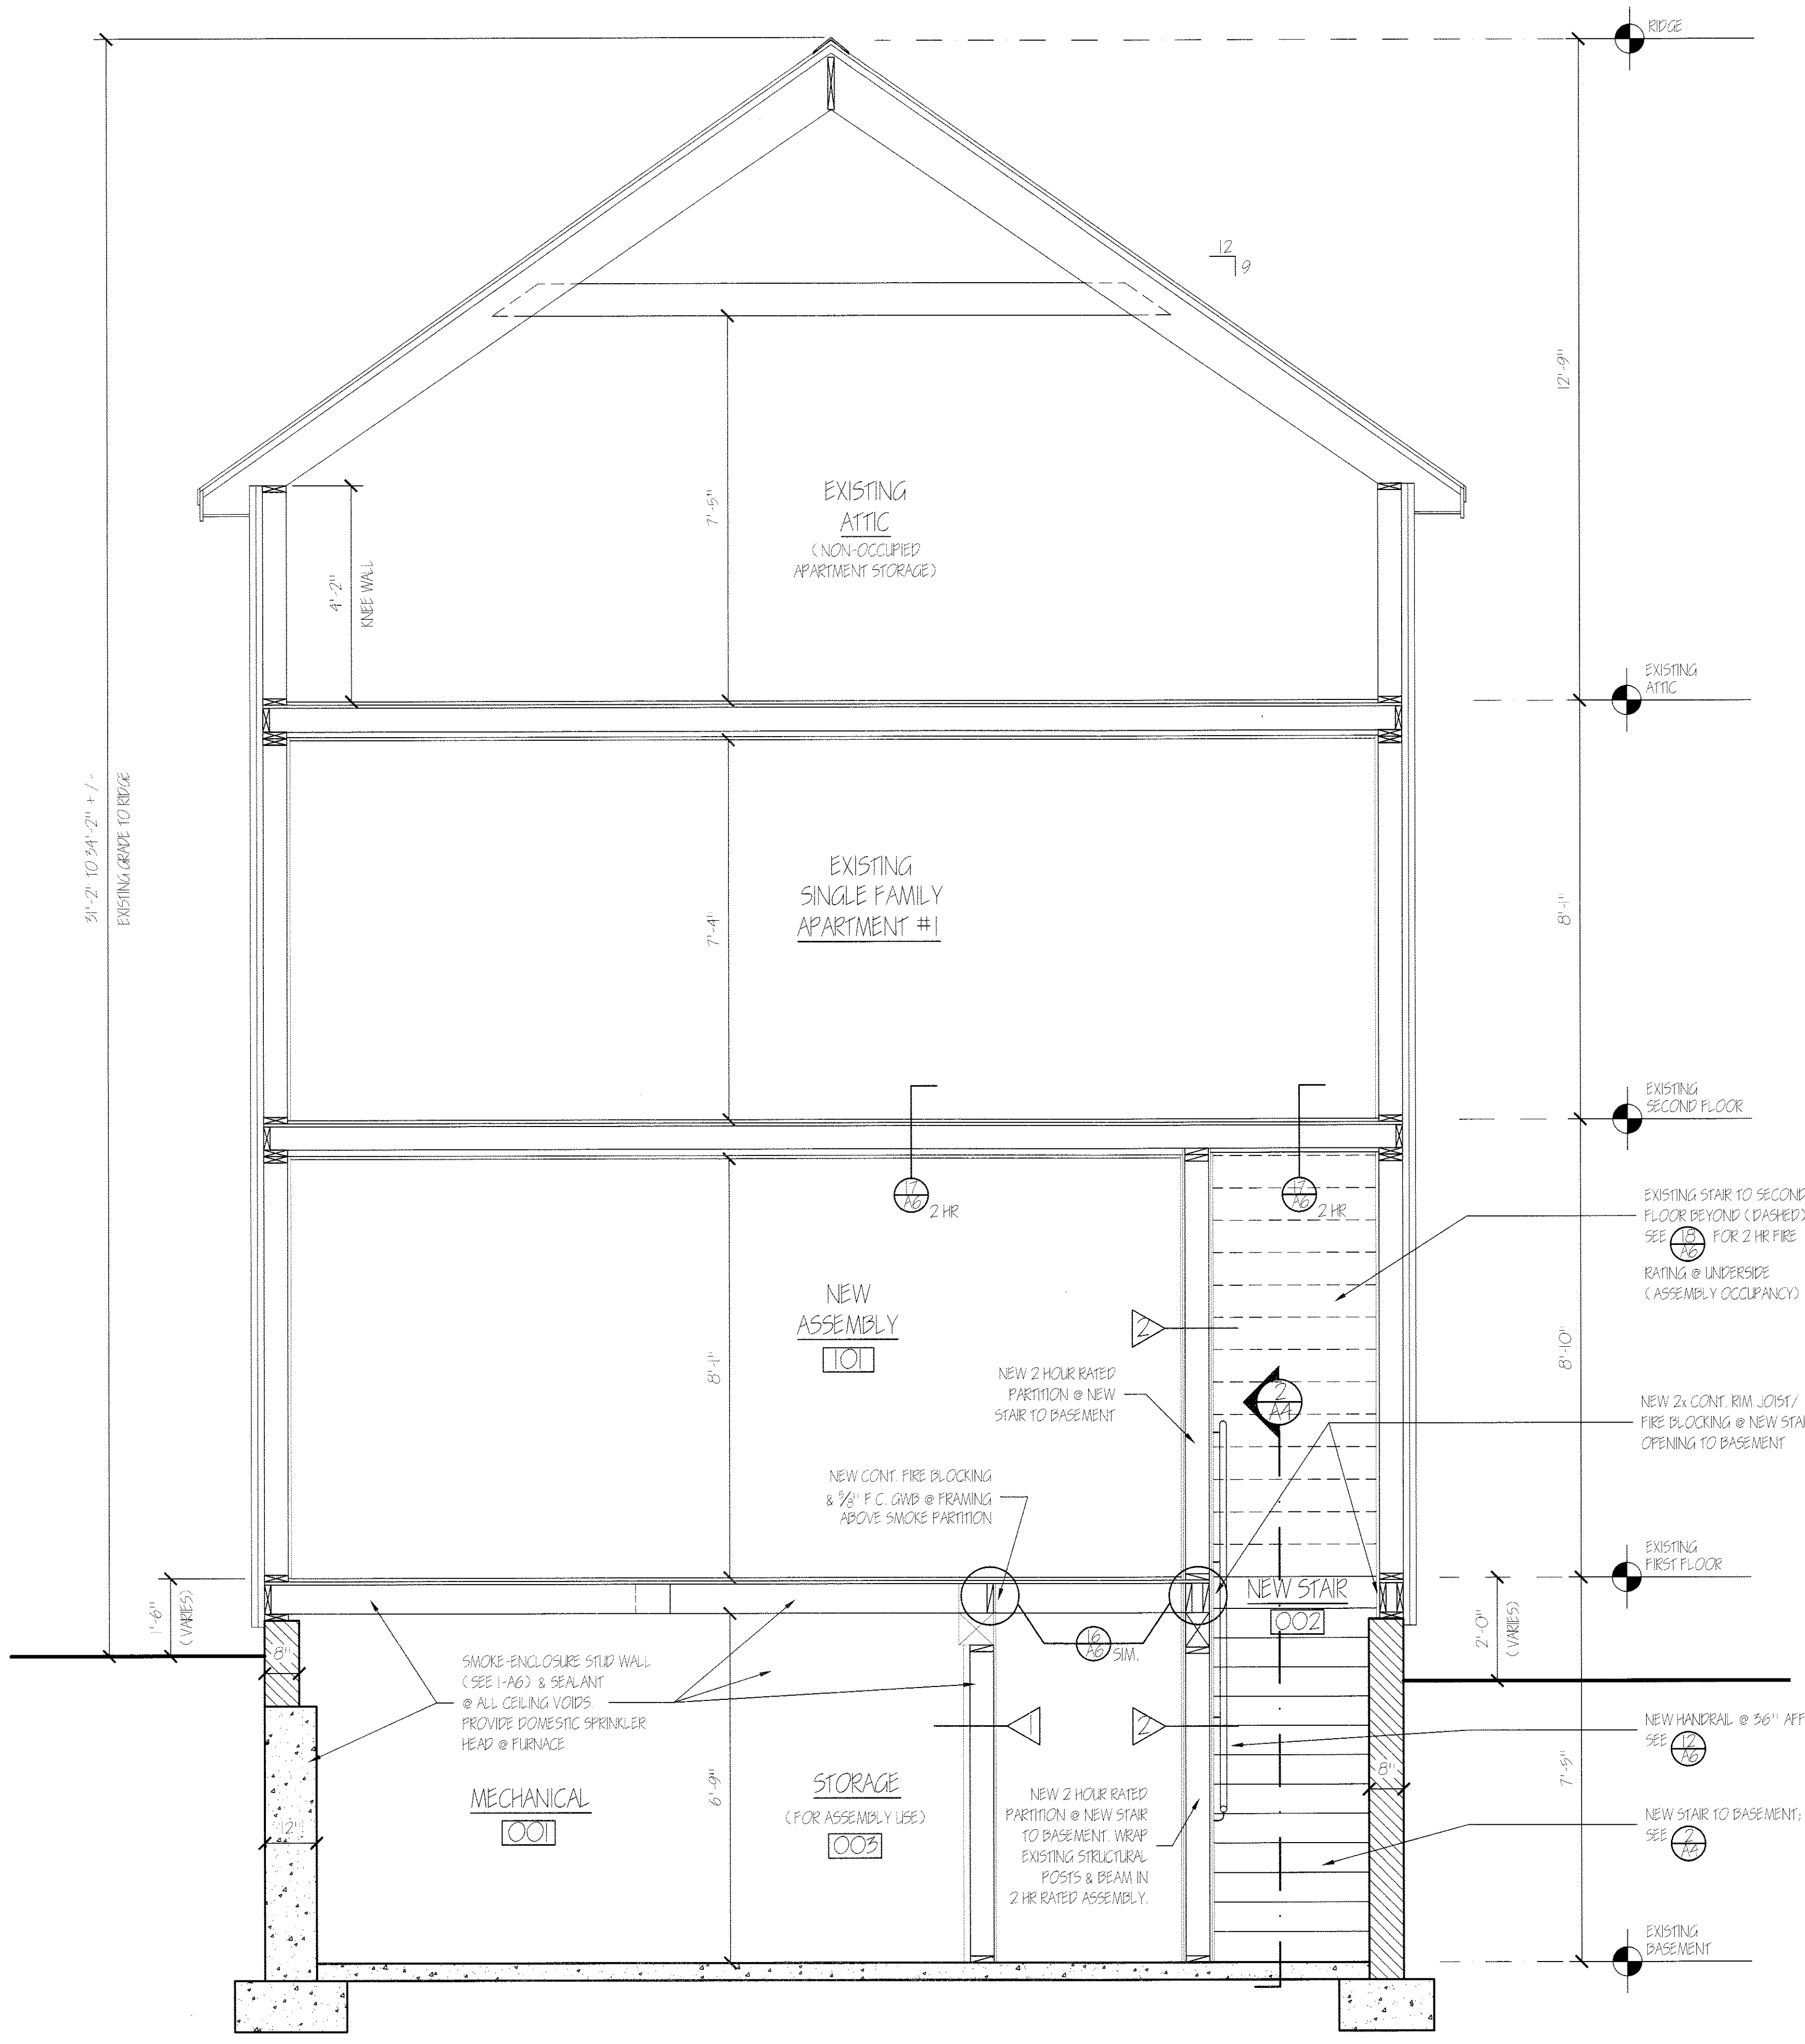 RIDGE
12
9
12'-9"
EXISTING
ATTIC
(NON-OCCUPIED
APARTMENT STORAGE)
7'-5"
4'-2"
KNEE WALL
EXISTING
ATTIC
31'-2" TO 34'-2" + / -
EXISTING GRADE TO RIDGE
EXISTING
SINGLE FAMILY
APARTMENT #1
7'-4"
8'-1"
EXISTING
SECOND FLOOR
17
A6
2 HR
17
A6
2 HR
EXISTING STAIR TO SECOND
FLOOR BEYOND (DASHED)
SEE 18 A6 FOR 2 HR FIRE
RATING @ UNDERSIDE
(ASSEMBLY OCCUPANCY)
NEW
ASSEMBLY
101
2
8'-1"
8'-10"
NEW 2 HOUR RATED
PARTITION @ NEW
STAIR TO BASEMENT
2
A4
NEW 2x CONT. RIM JOIST/
FIRE BLOCKING @ NEW STAI
OPENING TO BASEMENT
NEW CONT. FIRE BLOCKING
& 5/8" F.C. GWB @ FRAMING
ABOVE SMOKE PARTITION
EXISTING
FIRST FLOOR
1'-6"
(VARIES)
NEW STAIR
002
2'-0"
(VARIES)
16
A6
SIM.
8"
SMOKE-ENCLOSURE STUD WALL
(SEE 1-A6) & SEALANT
@ ALL CEILING VOIDS.
PROVIDE DOMESTIC SPRINKLER
HEAD @ FURNACE.
1
2
NEW HANDRAIL @ 36" AFF
SEE 12 A6
8"
7'-5"
MECHANICAL
001
6'-9"
STORAGE
(FOR ASSEMBLY USE)
003
NEW 2 HOUR RATED
PARTITION @ NEW STAIR
TO BASEMENT. WRAP
EXISTING STRUCTURAL
POSTS & BEAM IN
2 HR RATED ASSEMBLY.
NEW STAIR TO BASEMENT;
SEE 2 A4
12"
EXISTING
BASEMENT